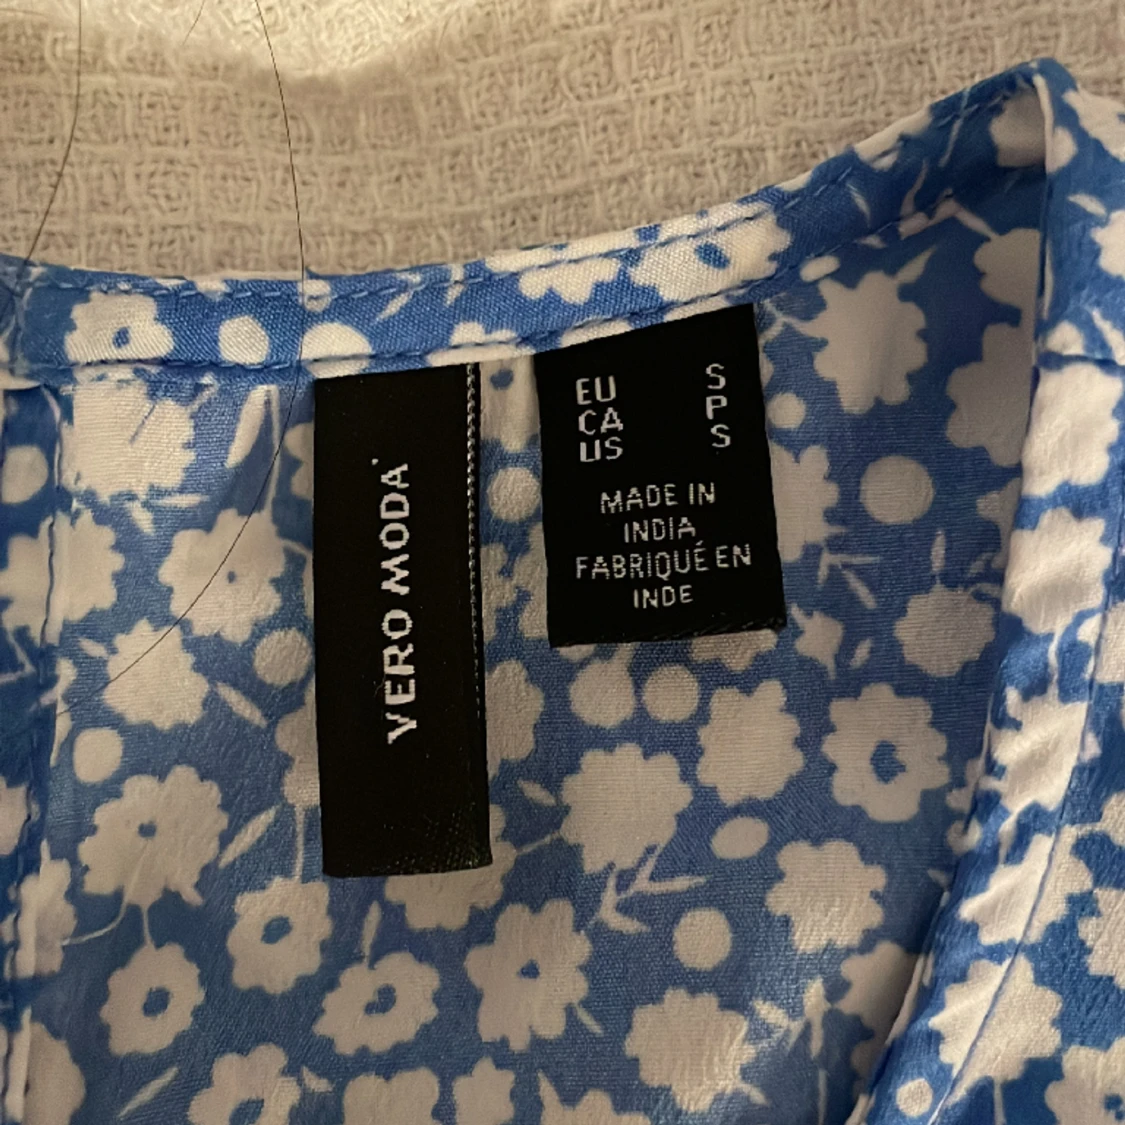 VERO MODA
EU S
CA P
US S
MADE IN
INDIA
FABRIQUÉ EN
INDE